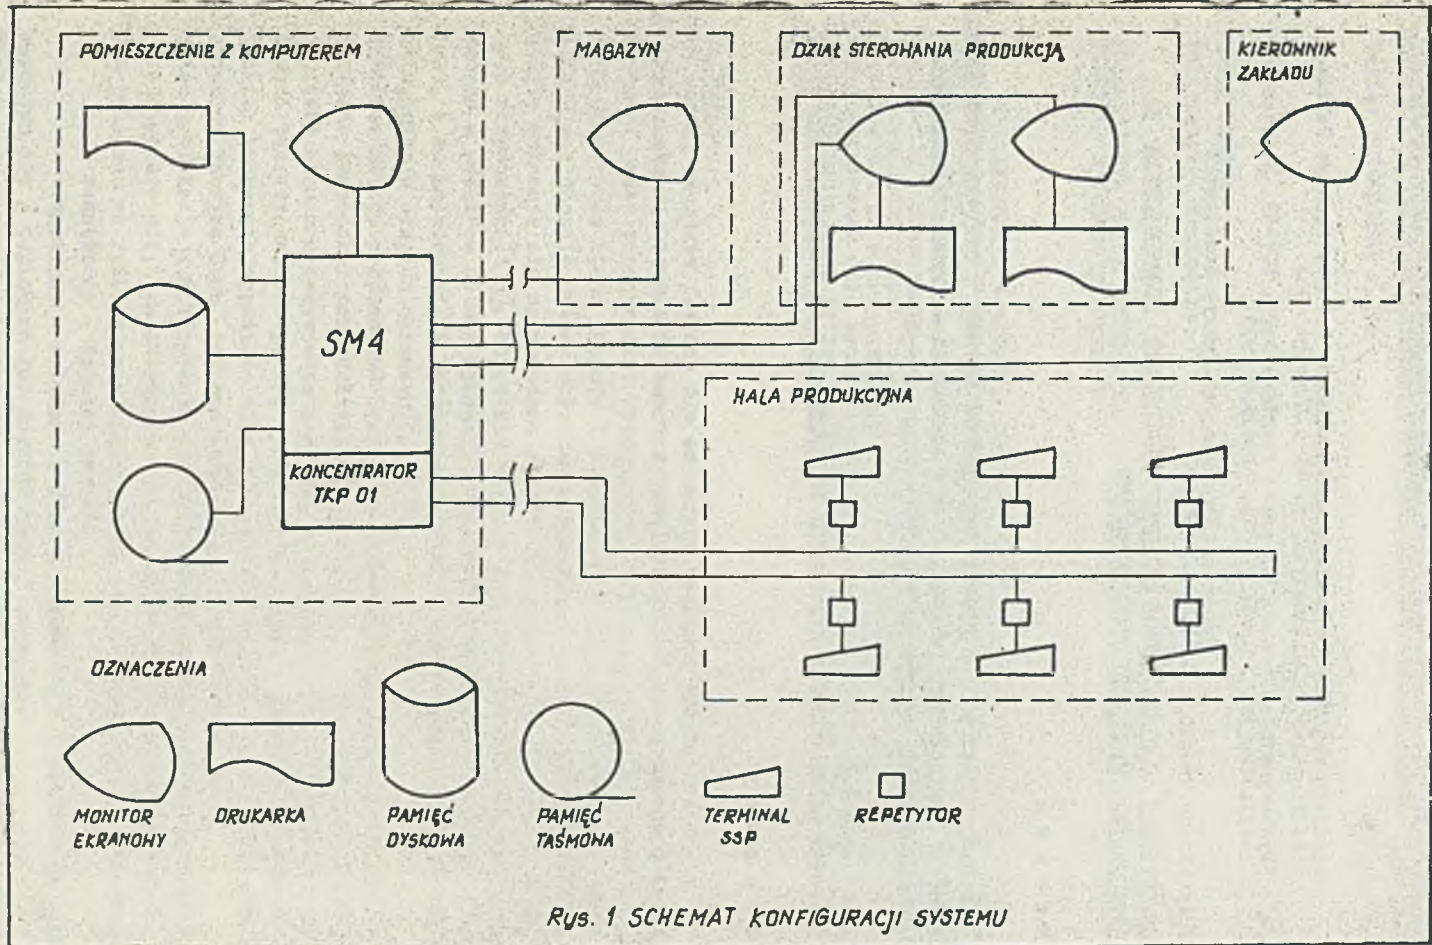 POMIESZCZENIE Z KOMPUTEREM
MAGAZYN
DZIAŁ STEROWANIA PRODUKCJĄ
KIEROWNIK
ZAKŁADU
SM4
KONCENTRATOR
TKP 01
HALA PRODUKCYJNA
OZNACZENIA
MONITOR
EKRANOWY
DRUKARKA
PAMIĘĆ
DYSKOWA
PAMIĘĆ
TAŚMOWA
TERMINAL
SSP
REPETYTOR
Rys. 1 SCHEMAT KONFIGURACJI SYSTEMU